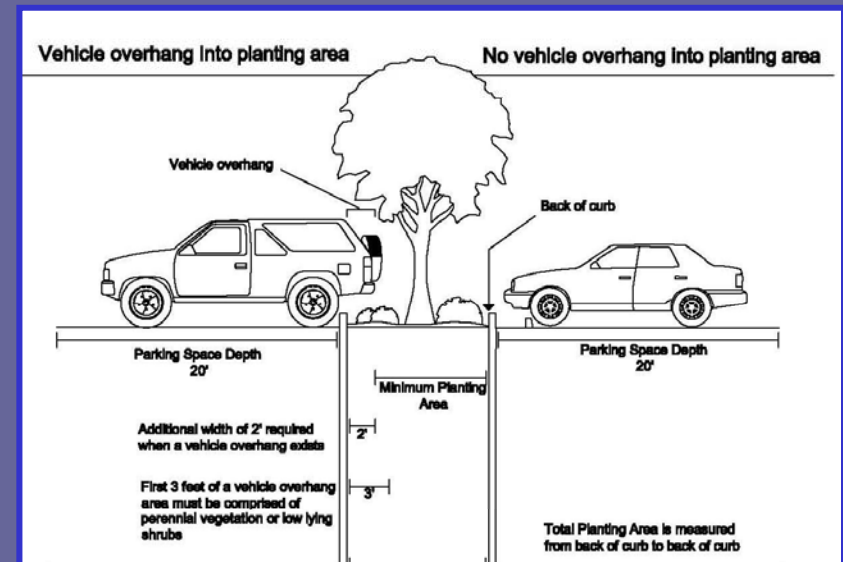 Vehicle overhang into planting area
No vehicle overhang into planting area
Vehicle overhang
Back of curb
Parking Space Depth
20'
Parking Space Depth
20'
Minimum Planting
Area
Additional width of 2' required
when a vehicle overhang exists
2'
First 3 feet of a vehicle overhang
area must be comprised of
perennial vegetation or low lying
shrubs
3'
Total Planting Area is measured
from back of curb to back of curb